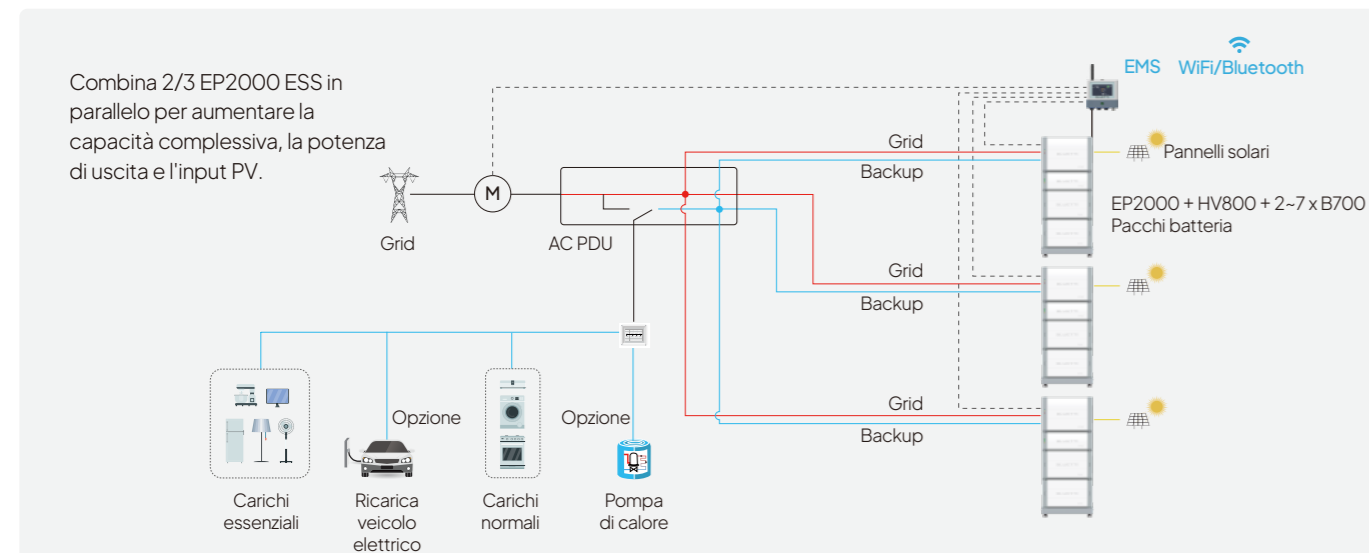 Combina 2/3 EP2000 ESS in
parallelo per aumentare la
capacità complessiva, la potenza
di uscita e l'input PV.
EMS WiFi/Bluetooth
Grid
Backup
Pannelli solari
M
EP2000 + HV800 + 2~7 x B700
Pacchi batteria
Grid
AC PDU
Grid
Backup
Grid
Backup
Opzione
Opzione
Carichi
essenziali
Ricarica
veicolo
elettrico
Carichi
normali
Pompa
di calore